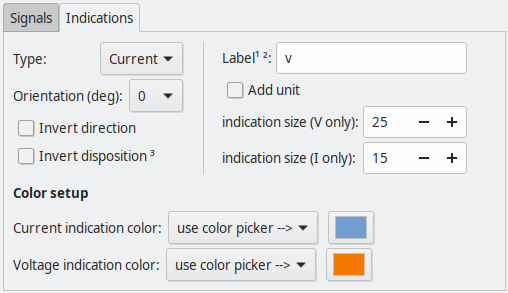 Signals Indications
Type: Current
Orientation (deg): 0
Invert direction
Invert disposition ³
Label¹ ²: v
Add unit
indication size (V only): 25 − +
indication size (I only): 15 − +
Color setup
Current indication color: use color picker -->
Voltage indication color: use color picker -->